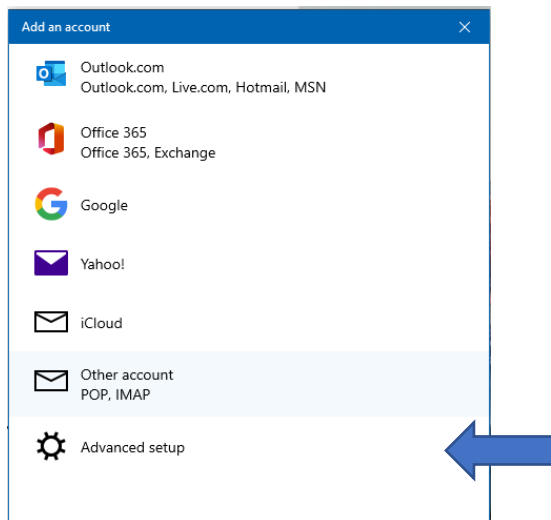 Add an account
Outlook.com
Outlook.com, Live.com, Hotmail, MSN
Office 365
Office 365, Exchange
Google
Yahoo!
iCloud
Other account
POP, IMAP
Advanced setup